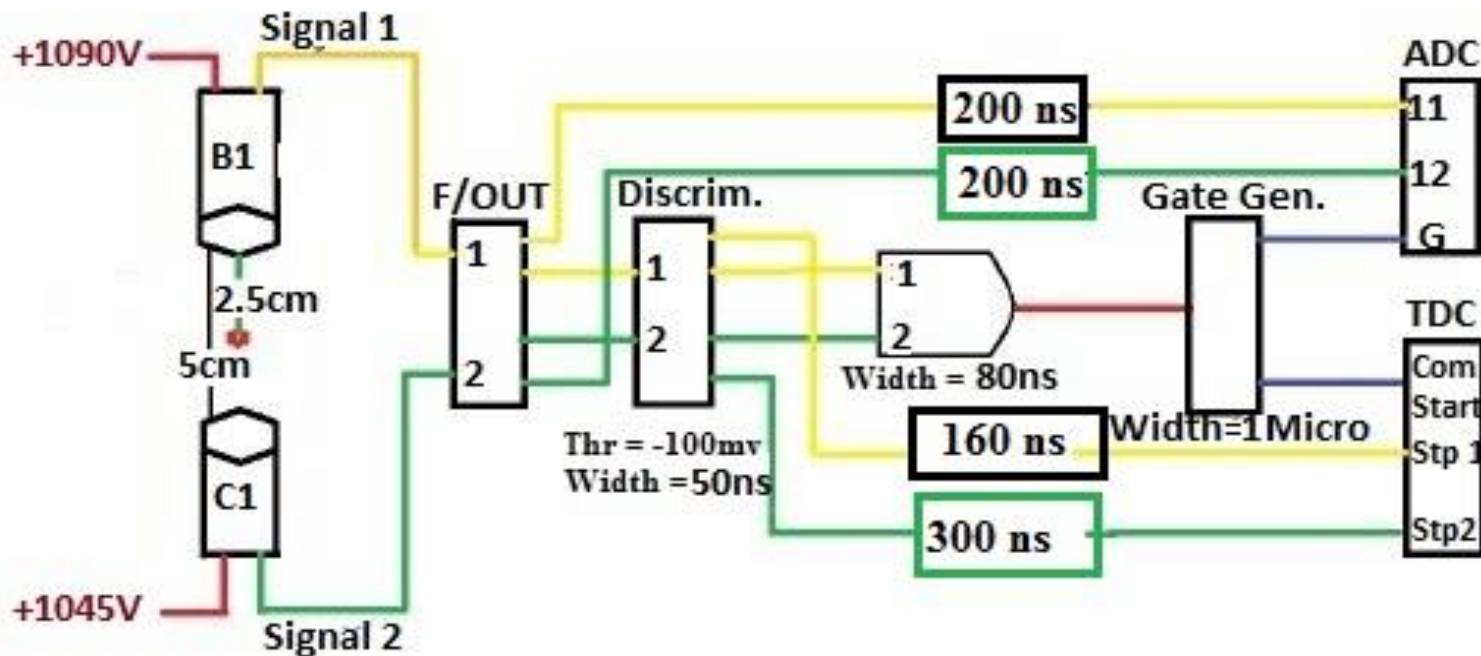 Signal 1
+1090V
ADC
B1
200 ns
11
200 ns
12
F/OUT
Discrim.
Gate Gen.
G
1
1
1
2.5cm
TDC
2
2
5cm
2
Width = 80ns
Com
Start
Thr = -100mv
Width =50ns
160 ns
Width=1Micro
Stp 1
C1
300 ns
Stp2
+1045V
Signal 2